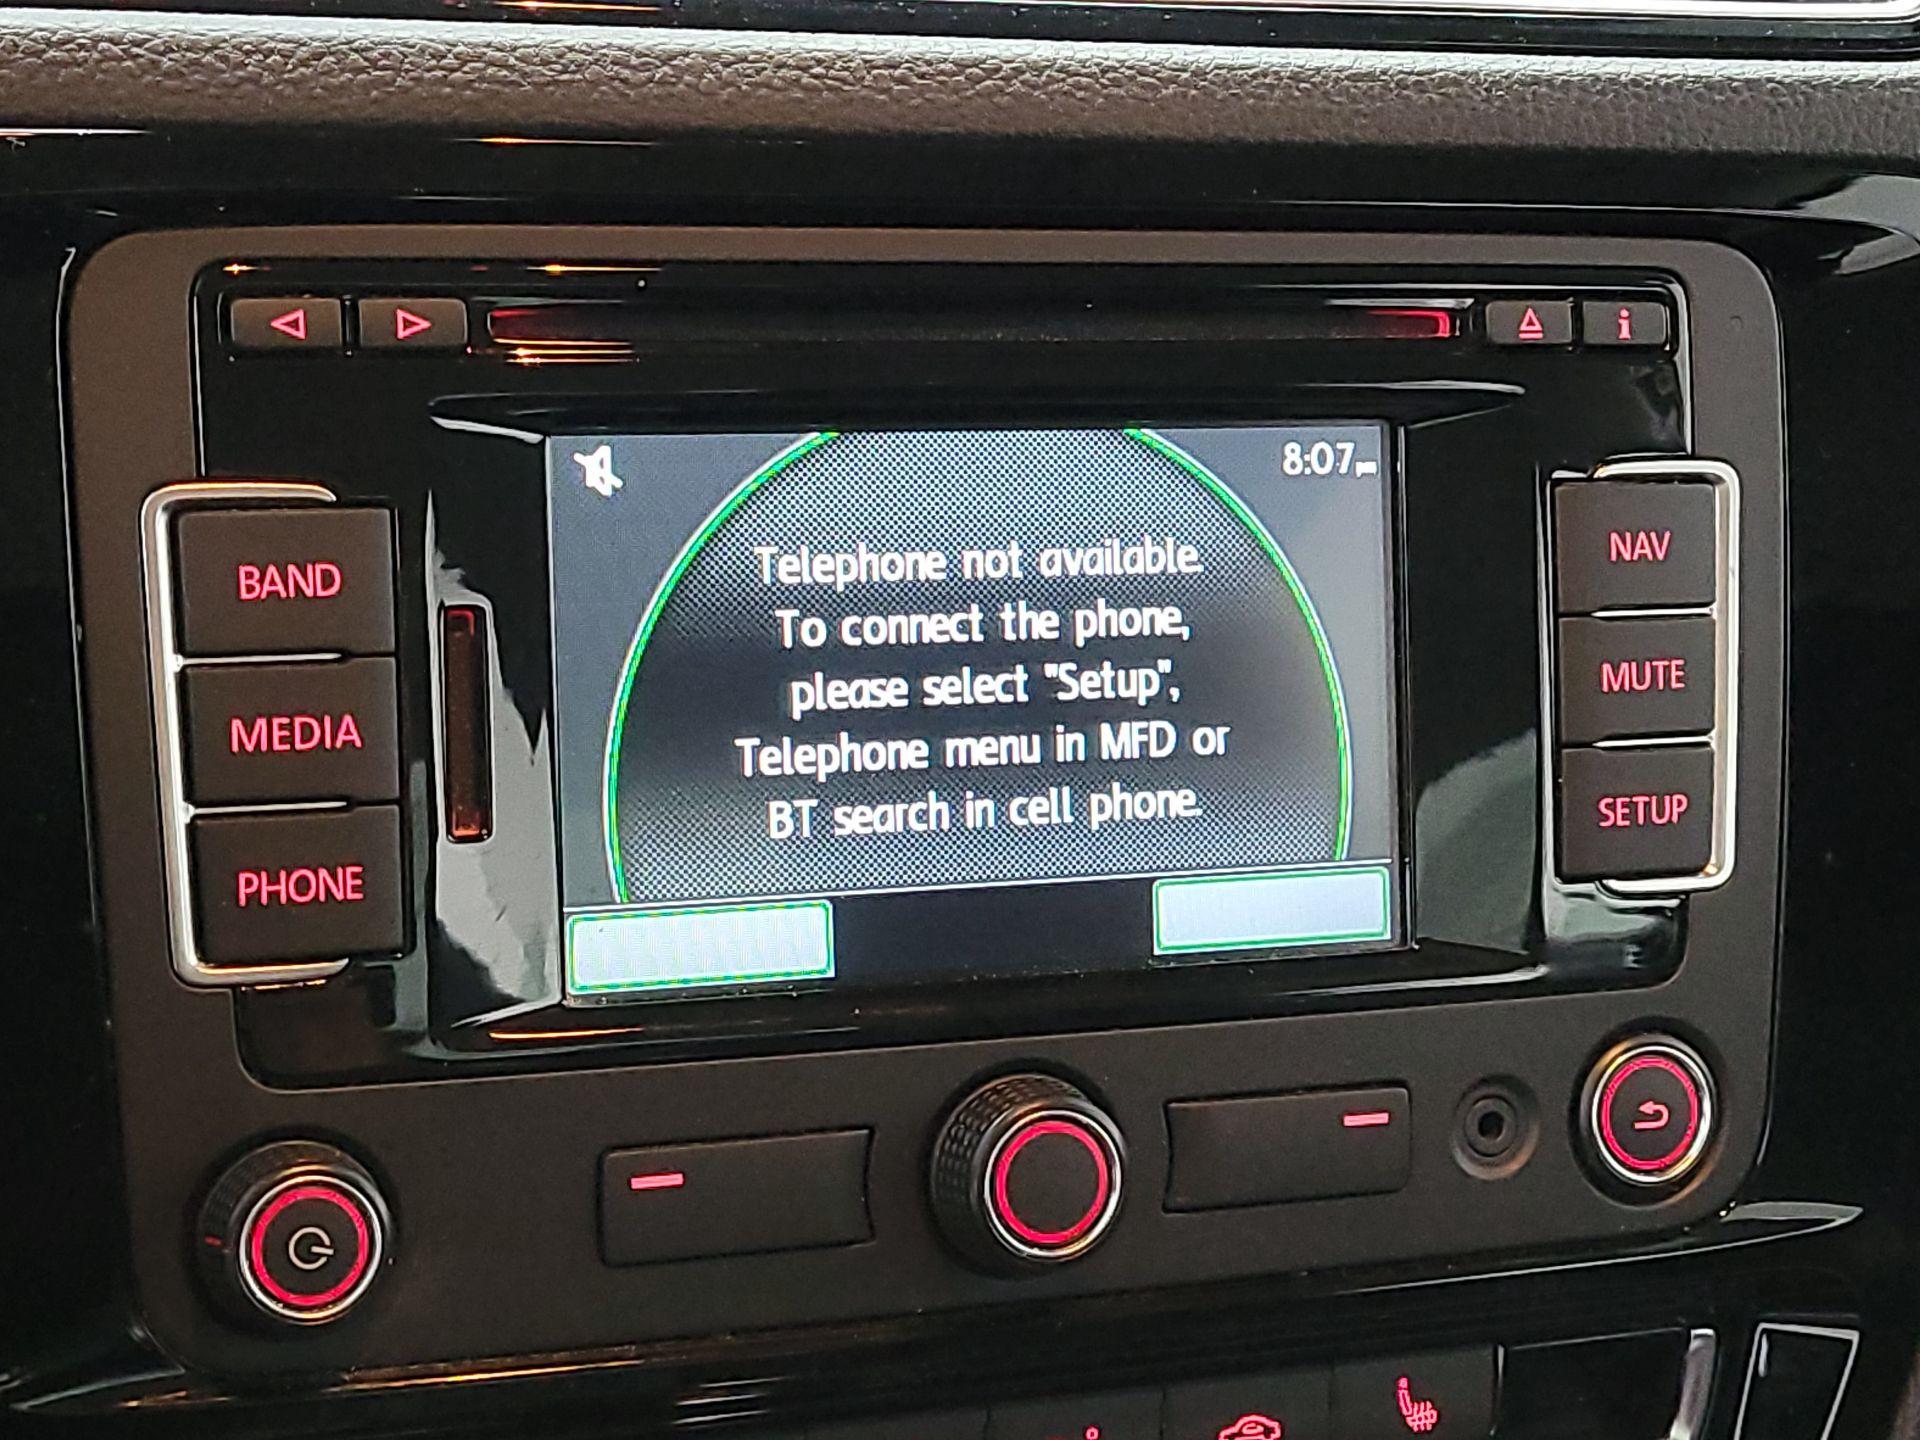 i
8:07pm
BAND
MEDIA
PHONE
Telephone not available.
To connect the phone,
please select "Setup",
Telephone menu in MFD or
BT search in cell phone.
NAV
MUTE
SETUP